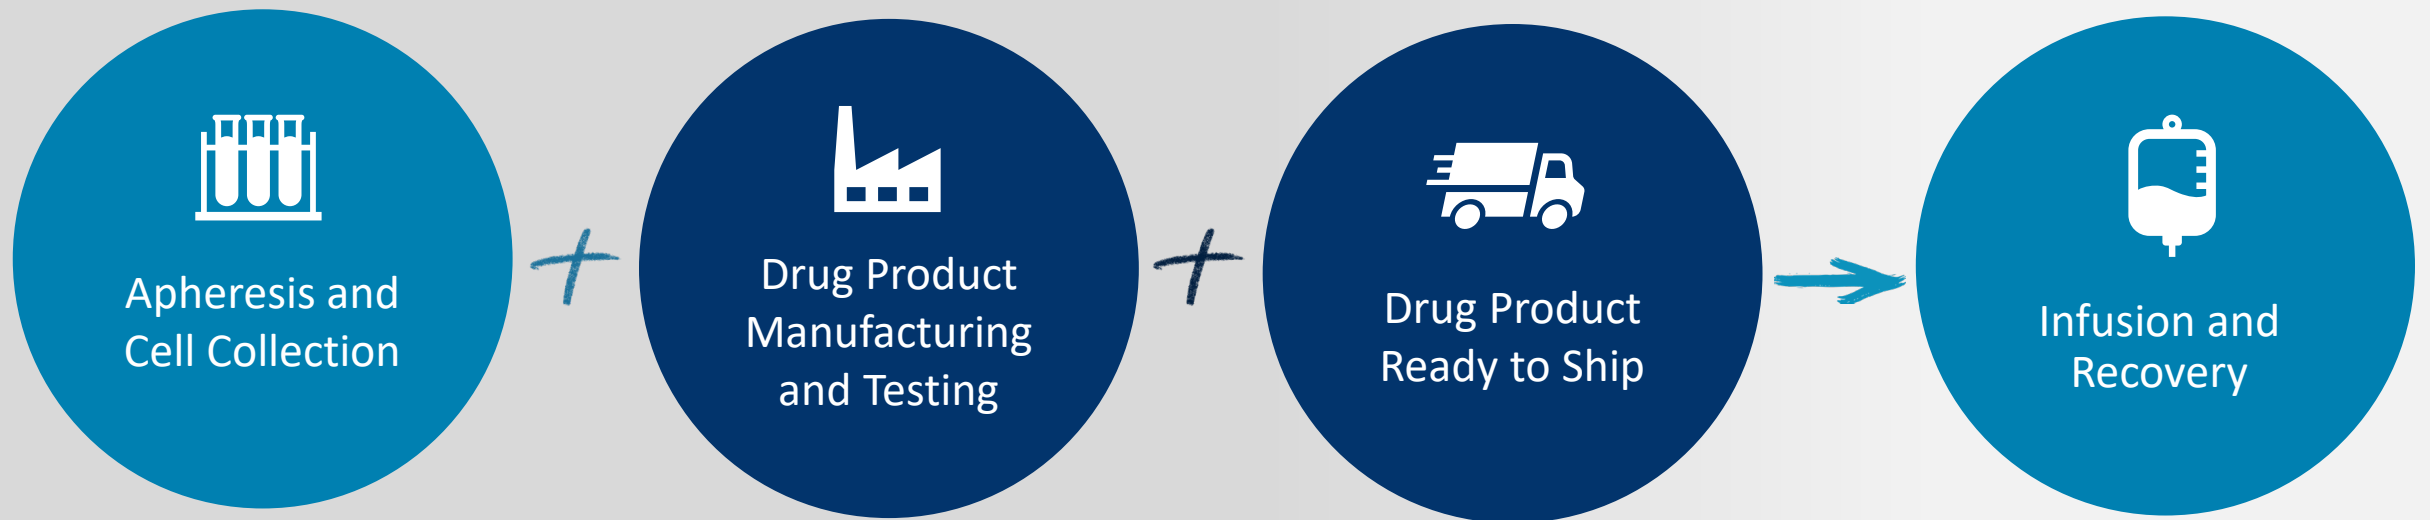 Apheresis and
Cell Collection
Drug Product
Manufacturing
and Testing
Drug Product
Ready to Ship
Infusion and
Recovery